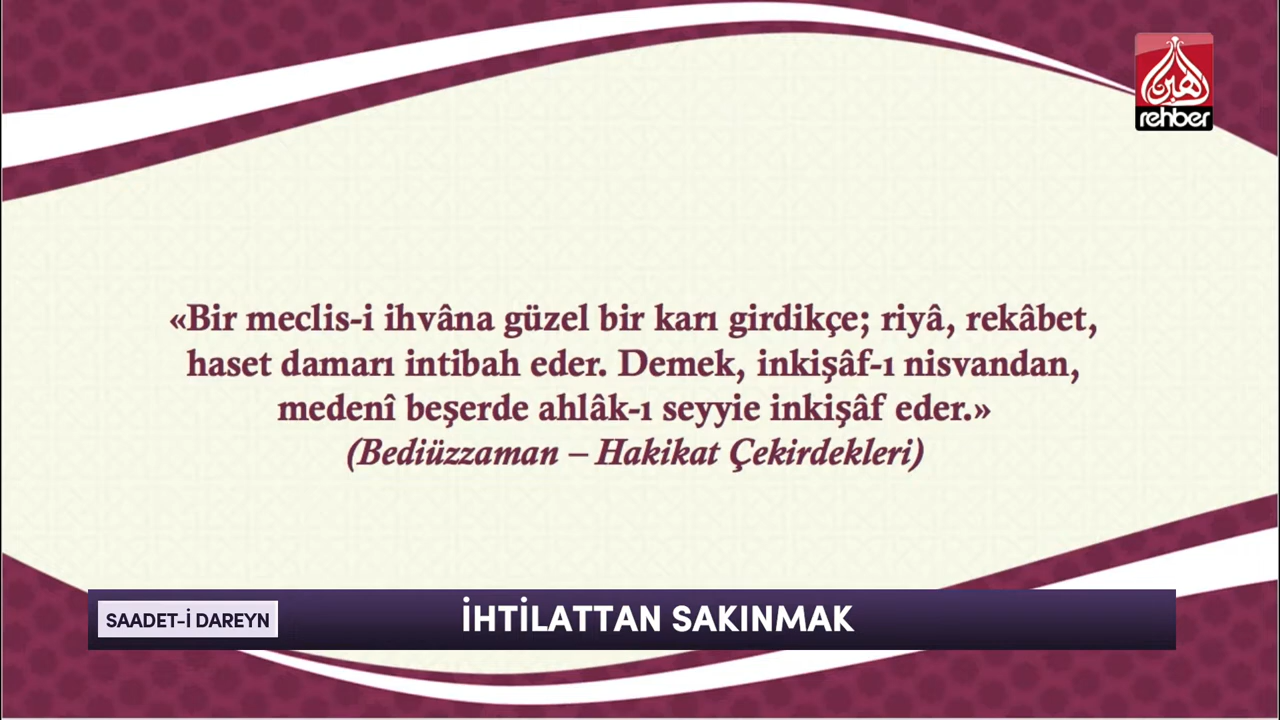 رهبر
rehber
«Bir meclis-i ihvâna güzel bir karı girdikçe; riyâ, rekâbet,
haset damarı intibah eder. Demek, inkişâf-ı nisvandan,
medenî beşerde ahlâk-ı seyyie inkişâf eder.»
(Bediüzzaman – Hakikat Çekirdekleri)
SAADET-İ DAREYN
İHTİLATTAN SAKINMAK